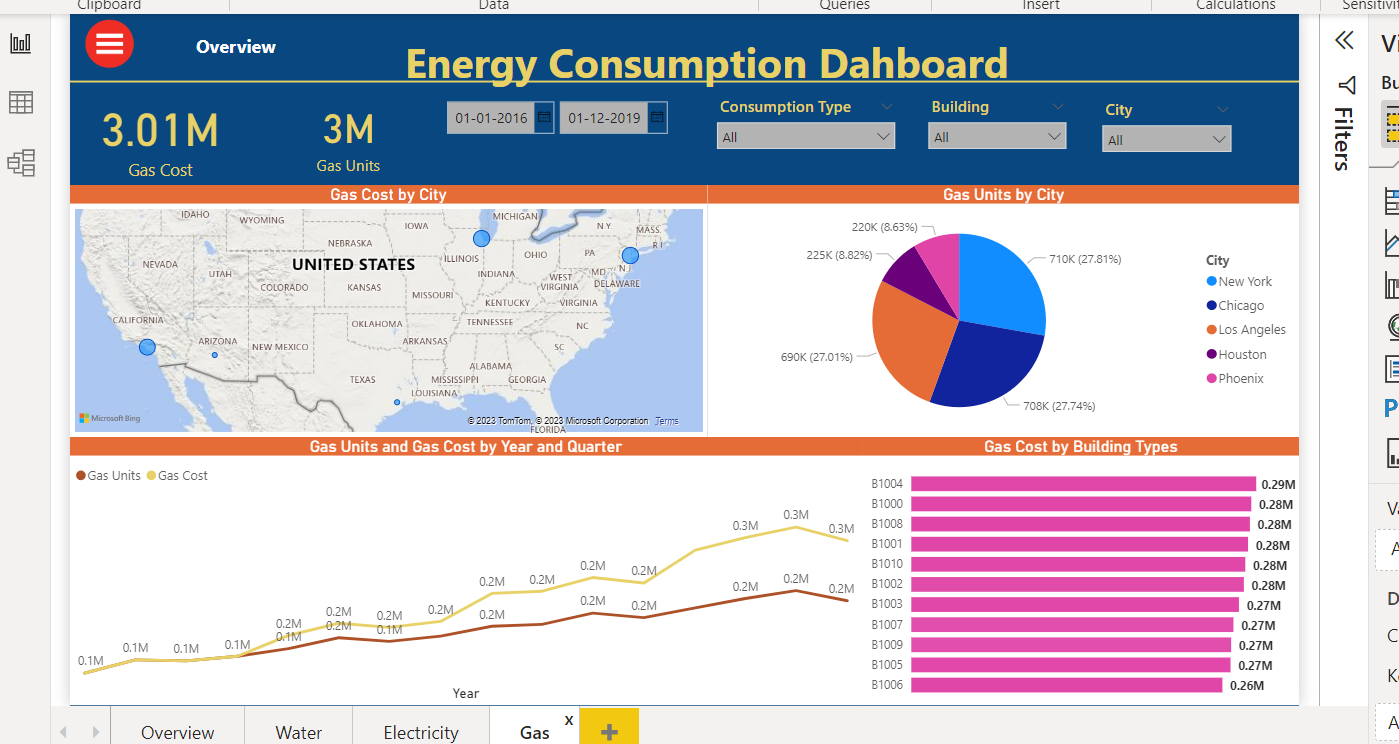 Clipboard Data Queries Insert Calculations
Overview
Energy Consumption Dahboard
3.01M
Gas Cost
3M
Gas Units
01-01-2016 01-12-2019
Consumption Type
All
Building
All
City
All
Filters
Gas Cost by City
IDAHO
WYOMING
IOWA
MICHIGAN
N.Y.
MASS.
R I
NEBRASKA
ILLINOIS
OHIO
PA
N J
NEVADA
UTAH
UNITED STATES
INDIANA
MD
DELAWARE
COLORADO
KANSAS
MISSOURI
WEST
VIRGINIA
VIRGINIA
KENTUCKY
CALIFORNIA
OKLAHOMA
TENNESSEE
NC
ARIZONA
NEW MEXICO
ARKANSAS
SC
ALABAMA
TEXAS
MISSISSIPPI
GEORGIA
LOUISIANA
Microsoft Bing
© 2023 TomTom, © 2023 Microsoft Corporation Terms
FLORIDA
Gas Units by City
220K (8.63%)
225K (8.82%)
710K (27.81%)
690K (27.01%)
708K (27.74%)
City
New York
Chicago
Los Angeles
Houston
Phoenix
Gas Units and Gas Cost by Year and Quarter
Gas Units Gas Cost
0.1M
0.1M
0.1M
0.1M
0.2M
0.1M
0.2M
0.2M
0.2M
0.1M
0.2M
0.2M
0.2M
0.2M
0.2M
0.2M
0.2M
0.2M
0.3M
0.2M
0.3M
0.2M
0.3M
0.2M
Year
Gas Cost by Building Types
B1004 0.29M
B1000 0.28M
B1008 0.28M
B1001 0.28M
B1010 0.28M
B1002 0.28M
B1003 0.27M
B1007 0.27M
B1009 0.27M
B1005 0.27M
B1006 0.26M
Overview Water Electricity Gas x +